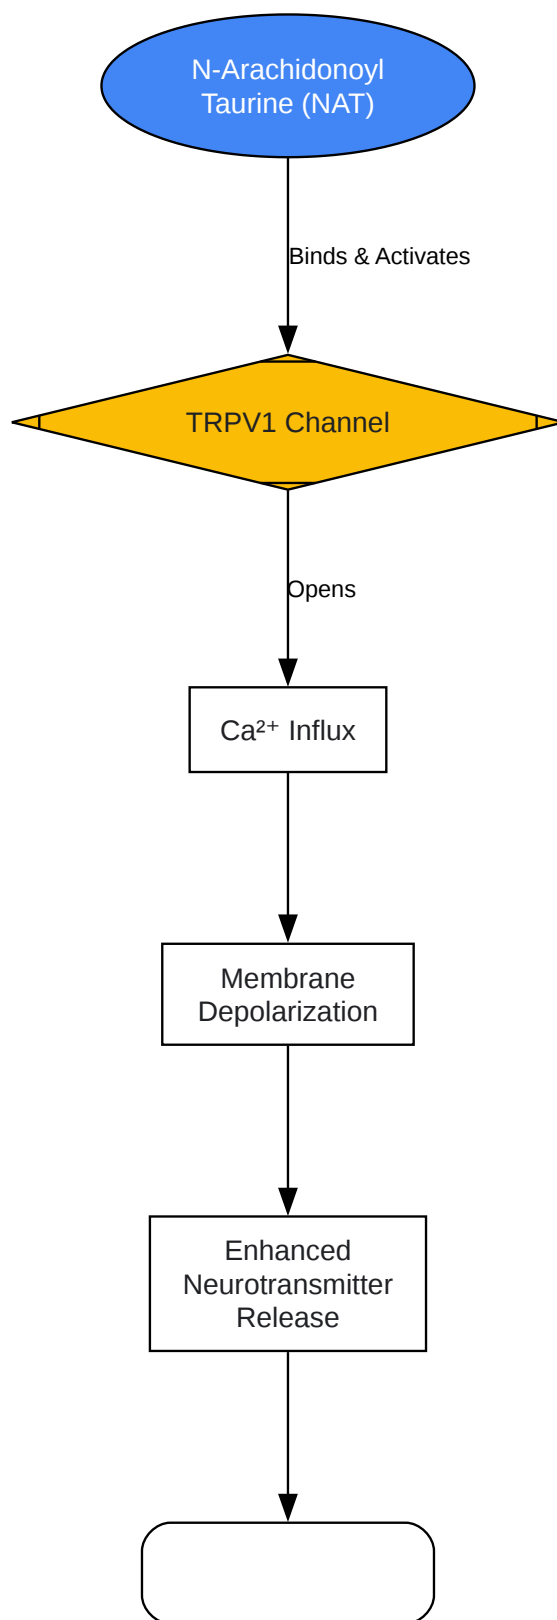 N-Arachidonoyl
Taurine (NAT)
Binds & Activates
TRPV1 Channel
Opens
Ca²⁺ Influx
Membrane
Depolarization
Enhanced
Neurotransmitter
Release